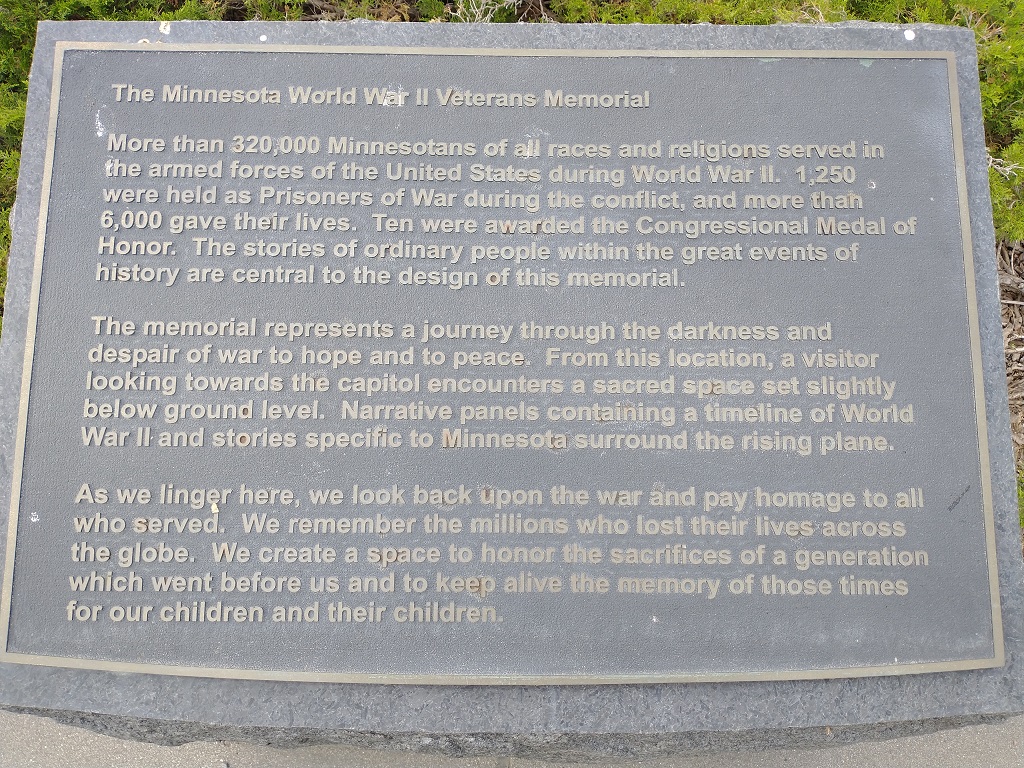 The Minnesota World War II Veterans Memorial
More than 320,000 Minnesotans of all races and religions served in
the armed forces of the United States during World War II.  1,250
were held as Prisoners of War during the conflict, and more than
6,000 gave their lives.  Ten were awarded the Congressional Medal of
Honor.  The stories of ordinary people within the great events of
history are central to the design of this memorial.
The memorial represents a journey through the darkness and
despair of war to hope and to peace.  From this location, a visitor
looking towards the capitol encounters a sacred space set slightly
below ground level.  Narrative panels containing a timeline of World
War II and stories specific to Minnesota surround the rising plane.
As we linger here, we look back upon the war and pay homage to all
who served.  We remember the millions who lost their lives across
the globe.  We create a space to honor the sacrifices of a generation
which went before us and to keep alive the memory of those times
for our children and their children.